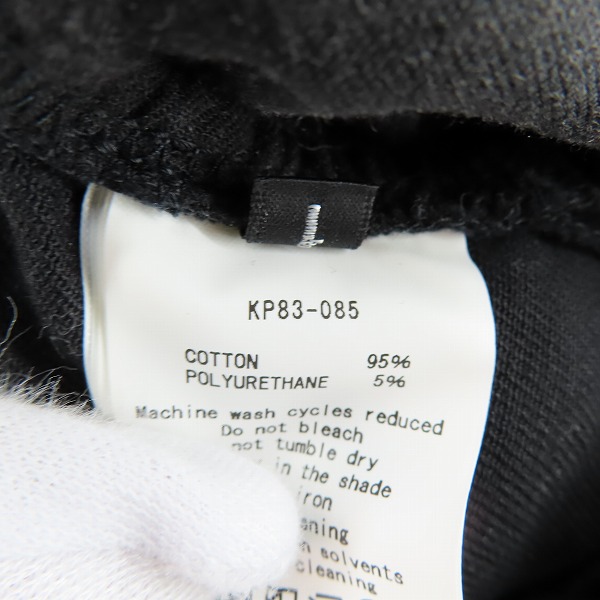 KP83-085
COTTON 95%
POLYURETHANE 5%
Machine wash cycles reduced
Do not bleach
not tumble dry
in the shade
iron
solvents
cleaning